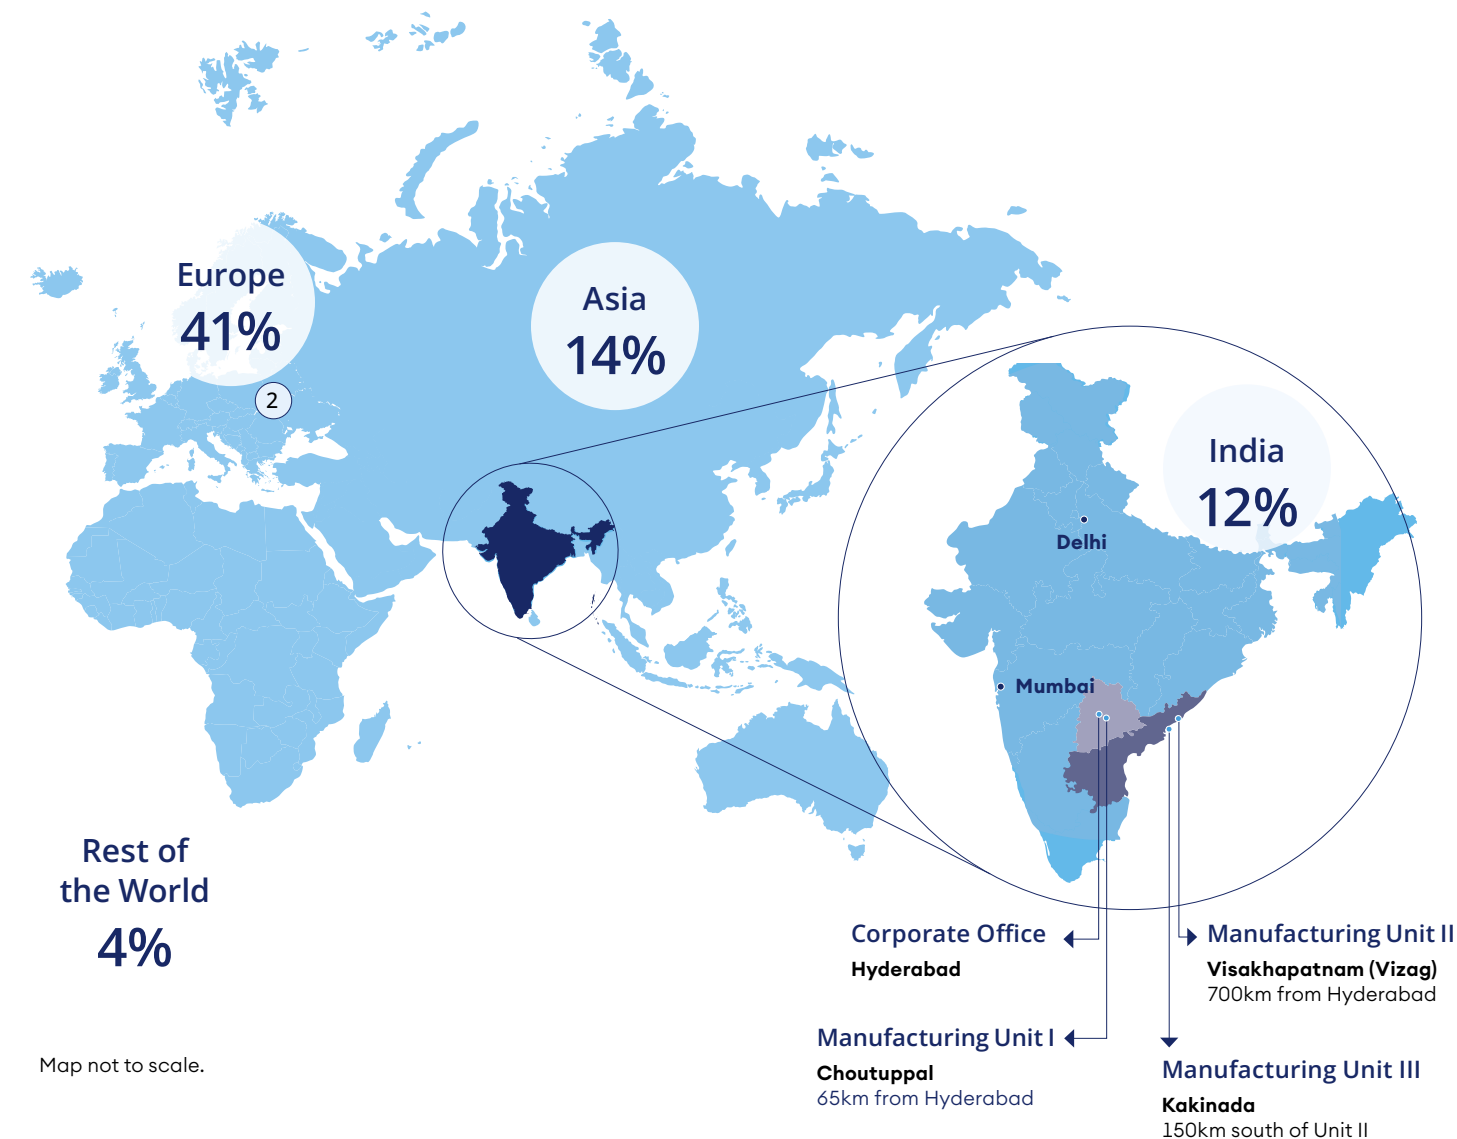 Europe
41%
2
Asia
14%
India
12%
Delhi
Mumbai
Rest of
the World
4%
Corporate Office
Hyderabad
Manufacturing Unit II
Visakhapatnam (Vizag)
700km from Hyderabad
Manufacturing Unit I
Choutuppal
65km from Hyderabad
Manufacturing Unit III
Kakinada
150km south of Unit II
Map not to scale.